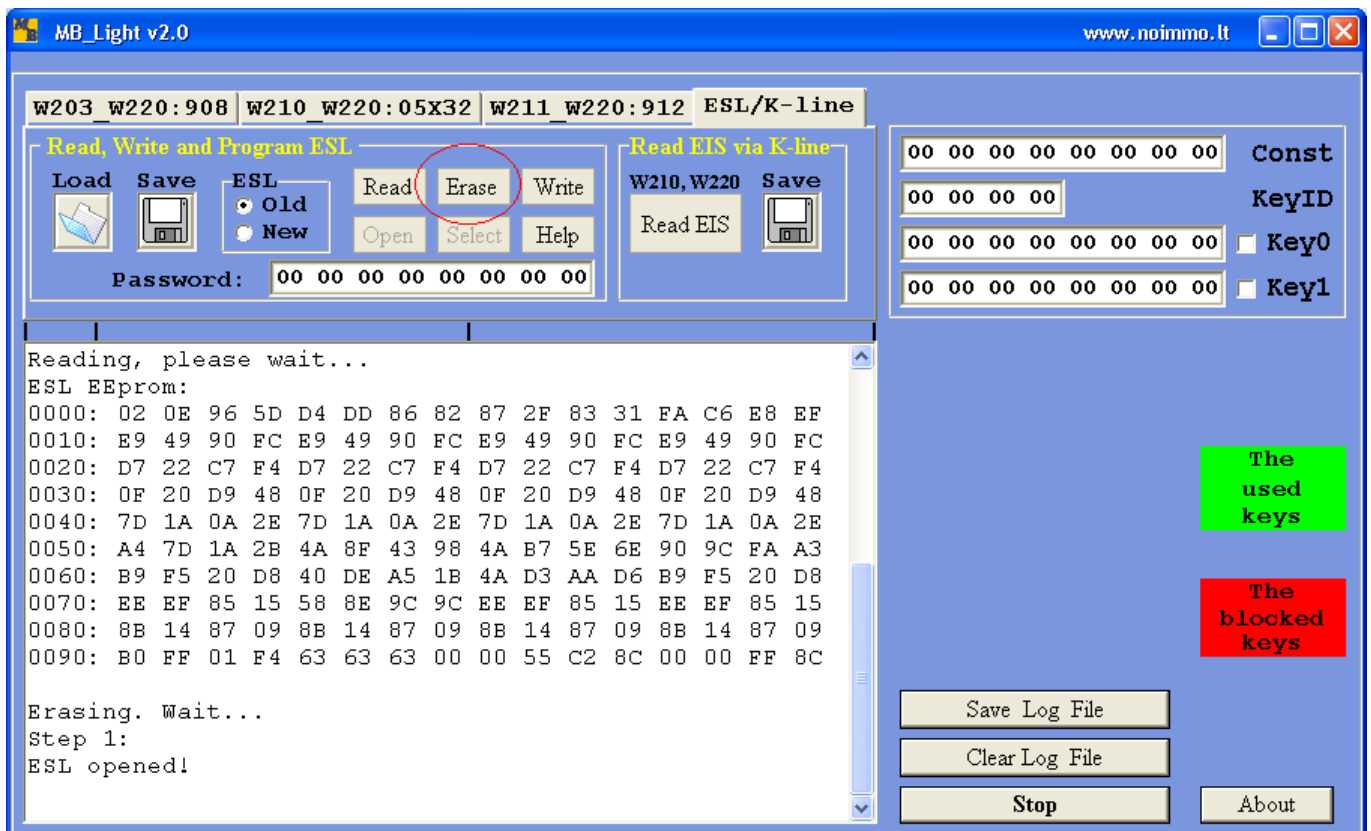 MB_Light v2.0 www.noimmo.lt
W203_W220:908 W210_W220:05X32 W211_W220:912 ESL/K-line
Read, Write and Program ESL
Load Save ESL
Old
New
Read Erase Write
Open Select Help
Password: 00 00 00 00 00 00 00 00
Read EIS via K-line
W210, W220 Save
Read EIS
00 00 00 00 00 00 00 00 Const
00 00 00 00 KeyID
00 00 00 00 00 00 00 00 Key0
00 00 00 00 00 00 00 00 Key1
Reading, please wait...
ESL EEprom:
0000: 02 0E 96 5D D4 DD 86 82 87 2F 83 31 FA C6 E8 EF
0010: E9 49 90 FC E9 49 90 FC E9 49 90 FC E9 49 90 FC
0020: D7 22 C7 F4 D7 22 C7 F4 D7 22 C7 F4 D7 22 C7 F4
0030: 0F 20 D9 48 0F 20 D9 48 0F 20 D9 48 0F 20 D9 48
0040: 7D 1A 0A 2E 7D 1A 0A 2E 7D 1A 0A 2E 7D 1A 0A 2E
0050: A4 7D 1A 2B 4A 8F 43 98 4A B7 5E 6E 90 9C FA A3
0060: B9 F5 20 D8 40 DE A5 1B 4A D3 AA D6 B9 F5 20 D8
0070: EE EF 85 15 58 8E 9C 9C EE EF 85 15 EE EF 85 15
0080: 8B 14 87 09 8B 14 87 09 8B 14 87 09 8B 14 87 09
0090: B0 FF 01 F4 63 63 63 00 00 55 C2 8C 00 00 FF 8C
Erasing. Wait...
Step 1:
ESL opened!
The
used
keys
The
blocked
keys
Save Log File
Clear Log File
Stop
About